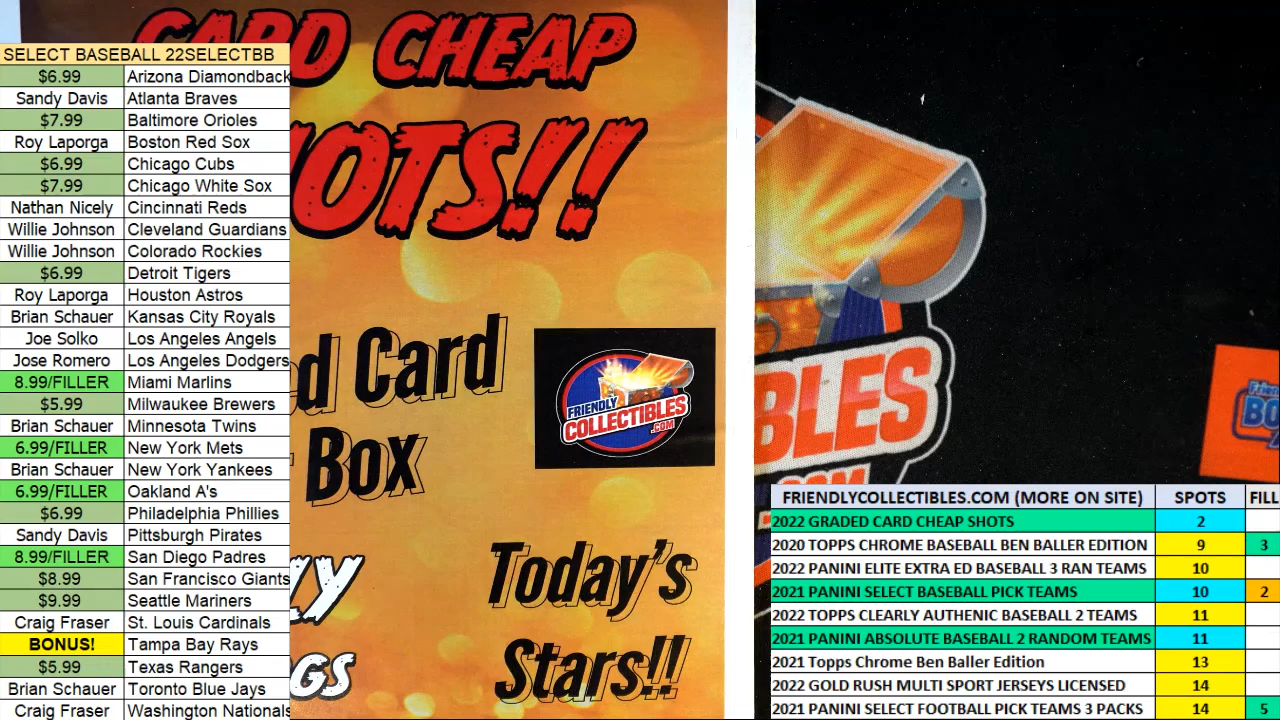 CARD CHEAP
SHOTS!!
SELECT BASEBALL 22SELECTBB
$6.99 Arizona Diamondback
Sandy Davis Atlanta Braves
$7.99 Baltimore Orioles
Roy Laporga Boston Red Sox
$6.99 Chicago Cubs
$7.99 Chicago White Sox
Nathan Nicely Cincinnati Reds
Willie Johnson Cleveland Guardians
Willie Johnson Colorado Rockies
$6.99 Detroit Tigers
Roy Laporga Houston Astros
Brian Schauer Kansas City Royals
Joe Solko Los Angeles Angels
Jose Romero Los Angeles Dodgers
8.99/FILLER Miami Marlins
$5.99 Milwaukee Brewers
Brian Schauer Minnesota Twins
6.99/FILLER New York Mets
Brian Schauer New York Yankees
6.99/FILLER Oakland A's
$6.99 Philadelphia Phillies
Sandy Davis Pittsburgh Pirates
8.99/FILLER San Diego Padres
$8.99 San Francisco Giants
$9.99 Seattle Mariners
Craig Fraser St. Louis Cardinals
BONUS! Tampa Bay Rays
$5.99 Texas Rangers
Brian Schauer Toronto Blue Jays
Craig Fraser Washington Nationals
d Card
Box
FRIENDLY
COLLECTIBLES
.COM
Today's
Stars!!
GS
BLES
.COM
FRIENDLYCOLLECTIBLES.COM (MORE ON SITE) SPOTS FILL
2022 GRADED CARD CHEAP SHOTS 2
2020 TOPPS CHROME BASEBALL BEN BALLER EDITION 9 3
2022 PANINI ELITE EXTRA ED BASEBALL 3 RAN TEAMS 10
2021 PANINI SELECT BASEBALL PICK TEAMS 10 2
2022 TOPPS CLEARLY AUTHENIC BASEBALL 2 TEAMS 11
2021 PANINI ABSOLUTE BASEBALL 2 RANDOM TEAMS 11
2021 Topps Chrome Ben Baller Edition 13
2022 GOLD RUSH MULTI SPORT JERSEYS LICENSED 14
2021 PANINI SELECT FOOTBALL PICK TEAMS 3 PACKS 14 5